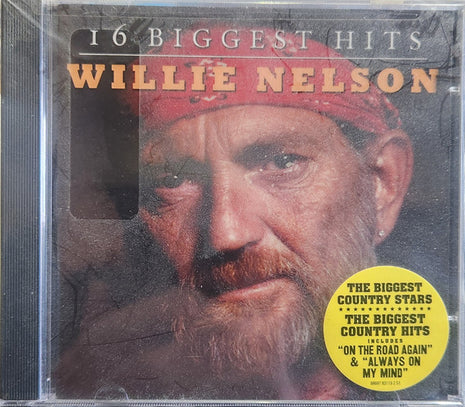 16 BIGGEST HITS
WILLIE NELSON
THE BIGGEST
COUNTRY STARS
THE BIGGEST
COUNTRY HITS
INCLUDES
"ON THE ROAD AGAIN"
& "ALWAYS ON
MY MIND"